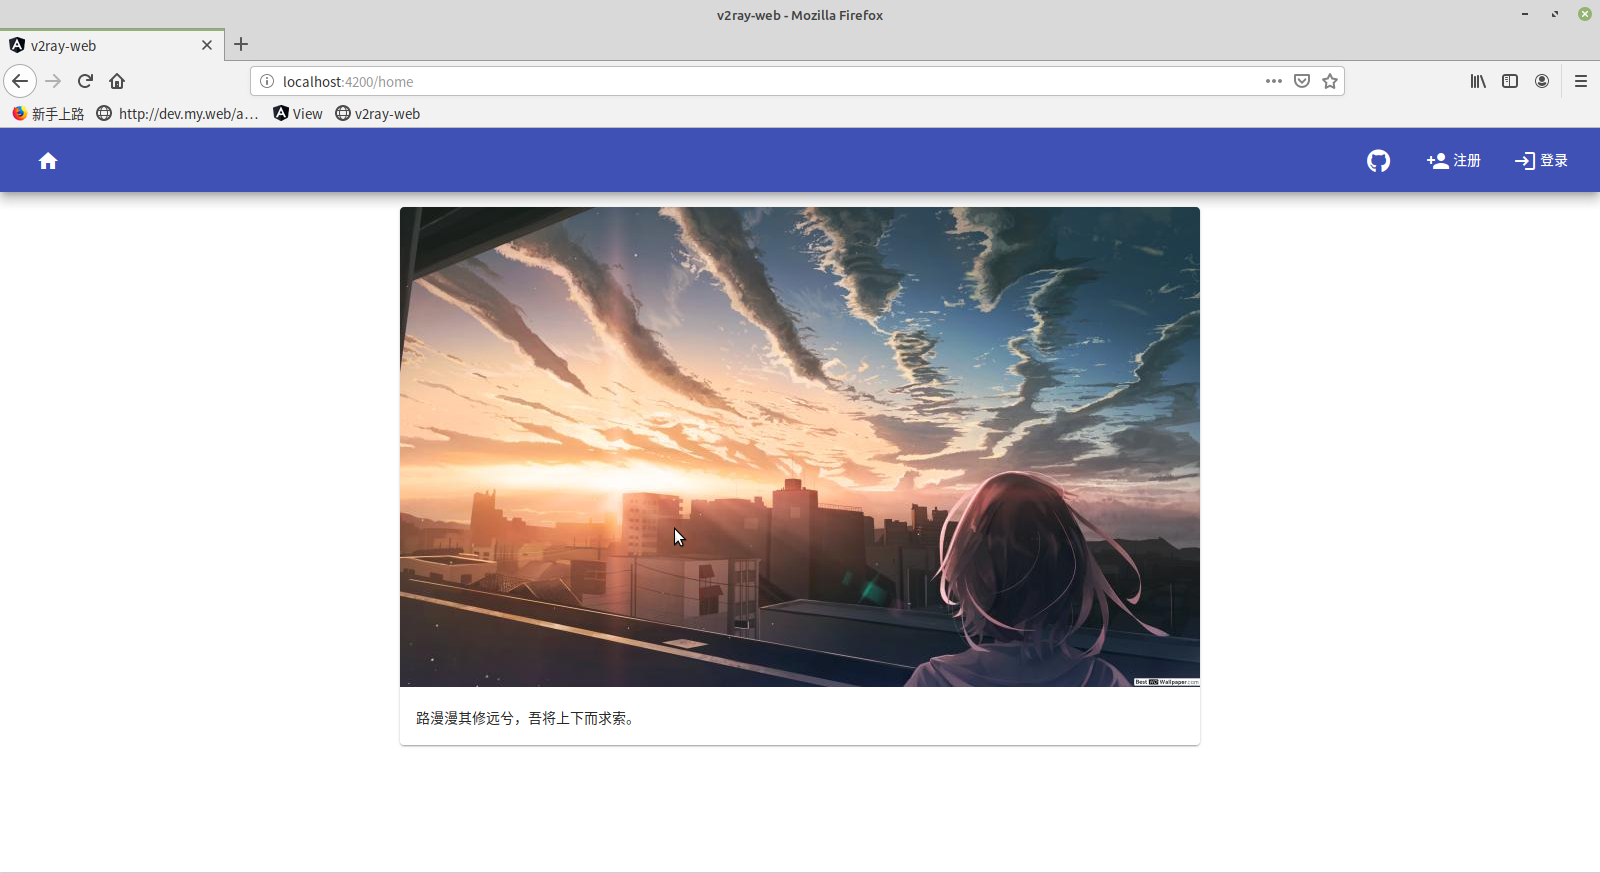 v2ray-web - Mozilla Firefox
v2ray-web
localhost:4200/home
新手上路 http://dev.my.web/a... View v2ray-web
注册 登录
Best HQ Wallpaper.com
路漫漫其修远兮，吾将上下而求索。